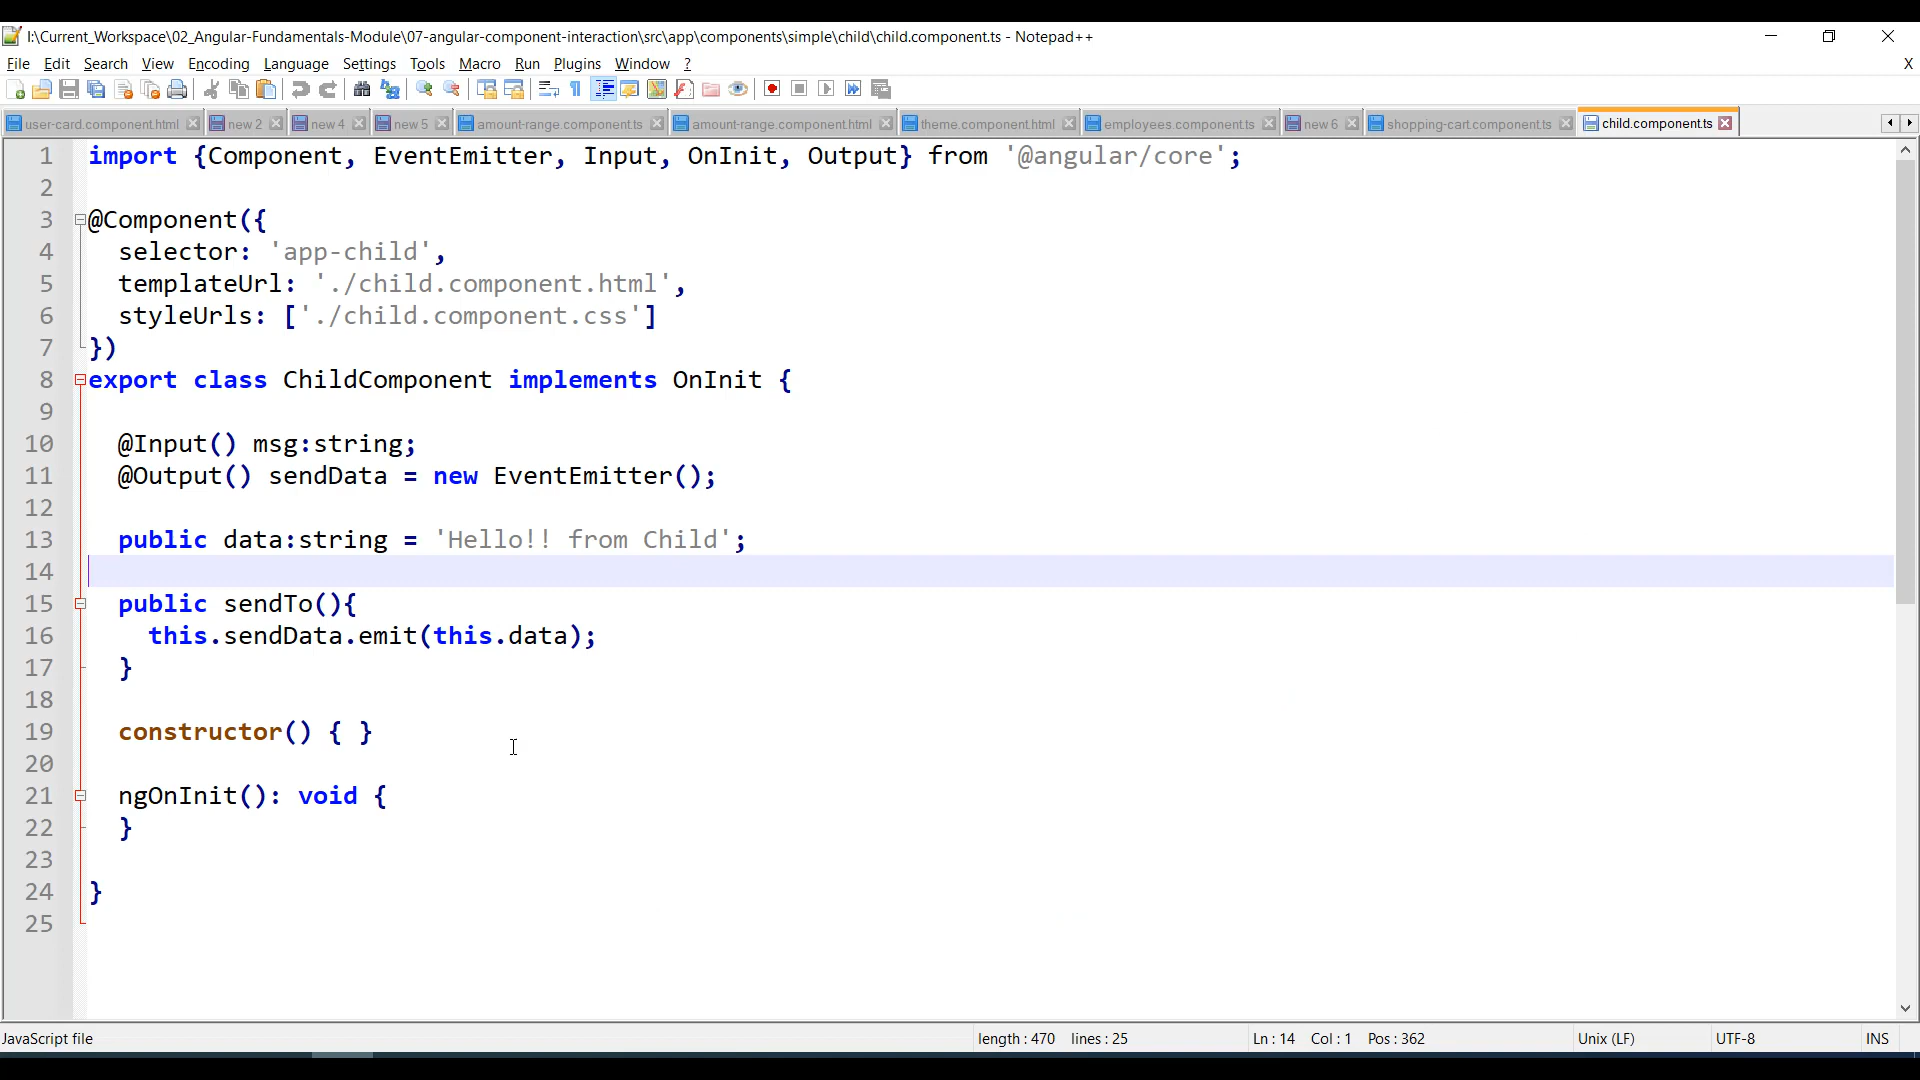 I:\Current_Workspace\02_Angular-Fundamentals-Module\07-angular-component-interaction\src\app\components\simple\child\child.component.ts - Notepad++
File Edit Search View Encoding Language Settings Tools Macro Run Plugins Window ? X
user-card.component.html new 2 new 4 new 5 amount-range.component.ts amount-range.component.html theme.component.html employees.component.ts new 6 shopping-cart.component.ts child.component.ts
1 import {Component, EventEmitter, Input, OnInit, Output} from '@angular/core';
2
3 @Component({
4 selector: 'app-child',
5 templateUrl: './child.component.html',
6 styleUrls: ['./child.component.css']
7 })
8 export class ChildComponent implements OnInit {
9
10 @Input() msg:string;
11 @Output() sendData = new EventEmitter();
12
13 public data:string = 'Hello!! from Child';
14
15 public sendTo(){
16 this.sendData.emit(this.data);
17 }
18
19 constructor() { }
20
21 ngOnInit(): void {
22 }
23
24 }
25
JavaScript file length : 470 lines : 25 Ln : 14 Col : 1 Pos : 362 Unix (LF) UTF-8 INS